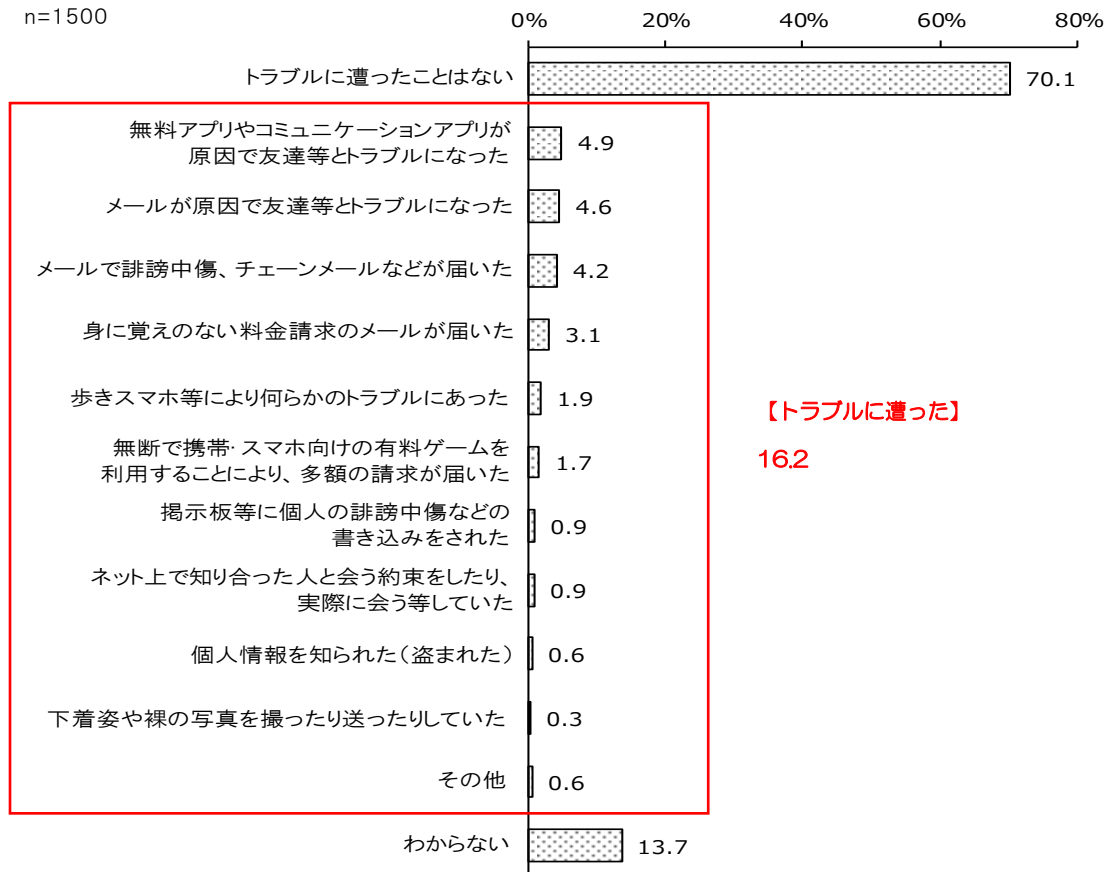 n=1500
0% 20% 40% 60% 80%
トラブルに遭ったことはない 70.1
無料アプリやコミュニケーションアプリが
原因で友達等とトラブルになった 4.9
メールが原因で友達等とトラブルになった 4.6
メールで誹謗中傷、チェーンメールなどが届いた 4.2
身に覚えのない料金請求のメールが届いた 3.1
歩きスマホ等により何らかのトラブルにあった 1.9
【トラブルに遭った】
16.2
無断で携帯・スマホ向けの有料ゲームを
利用することにより、多額の請求が届いた 1.7
掲示板等に個人の誹謗中傷などの
書き込みをされた 0.9
ネット上で知り合った人と会う約束をしたり、
実際に会う等していた 0.9
個人情報を知られた（盗まれた） 0.6
下着姿や裸の写真を撮ったり送ったりしていた 0.3
その他 0.6
わからない 13.7